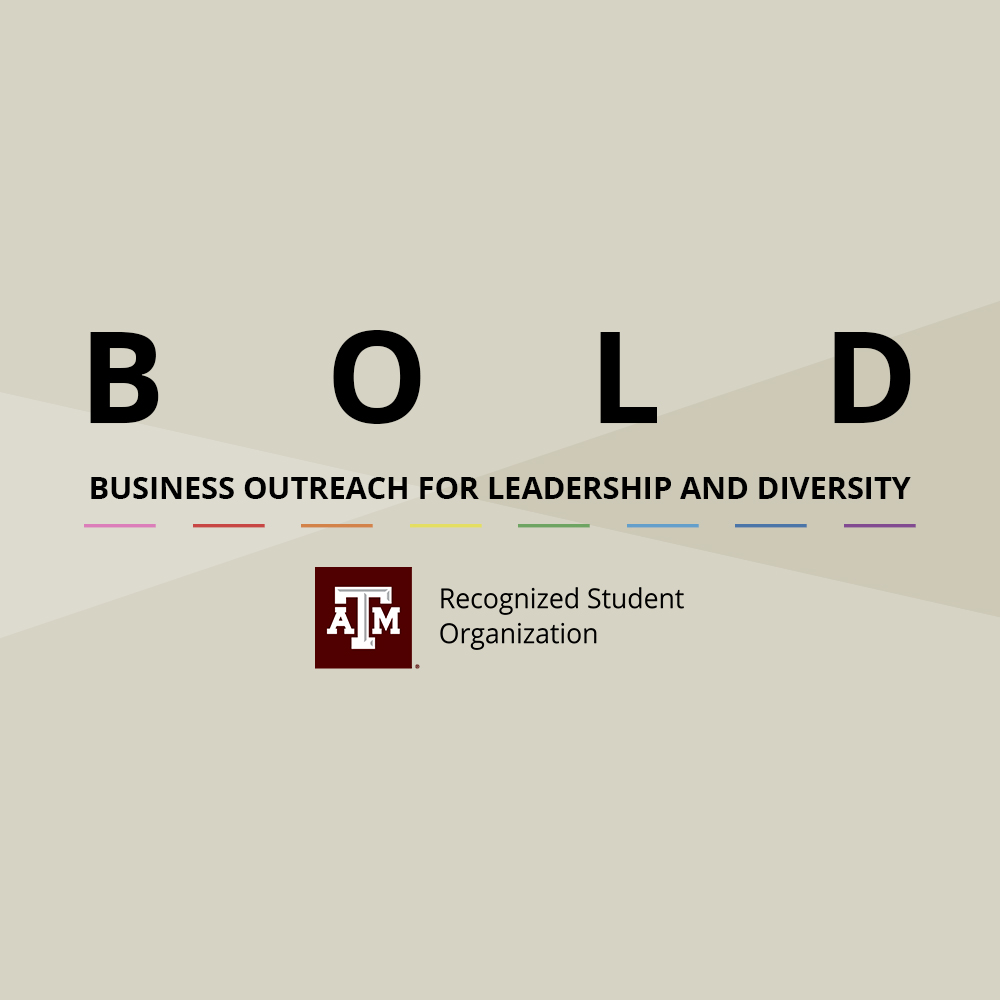 B O L D
BUSINESS OUTREACH FOR LEADERSHIP AND DIVERSITY
ATM
Recognized Student
Organization